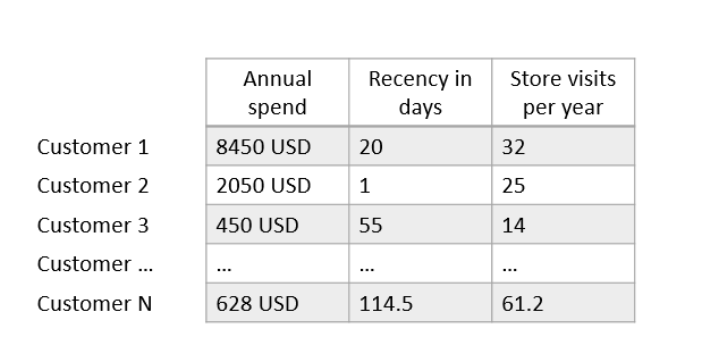 Annual spend Recency in days Store visits per year
Customer 1 8450 USD 20 32
Customer 2 2050 USD 1 25
Customer 3 450 USD 55 14
Customer ... ... ... ...
Customer N 628 USD 114.5 61.2